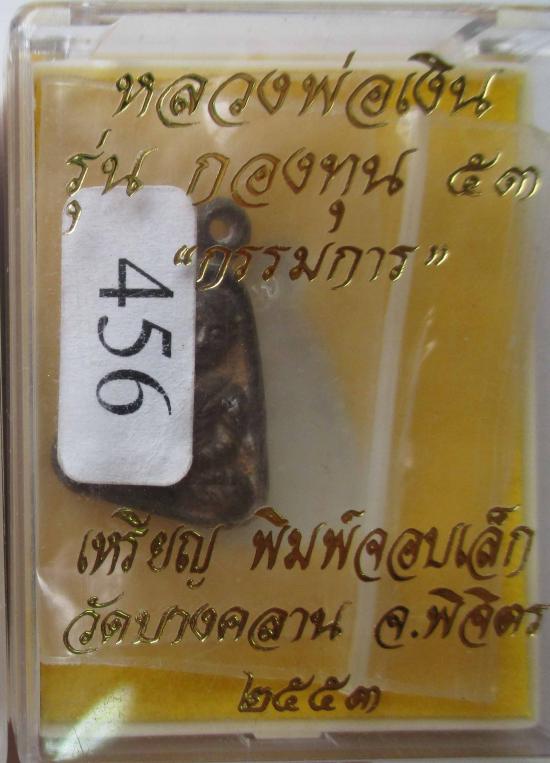 หลวงพ่อเงิน
รุ่น กองทุน ๕๓
"กรรมการ"
456
เหรียญ พิมพ์จอบเล็ก
วัดบางคลาน จ.พิจิตร
๒๕๕๓